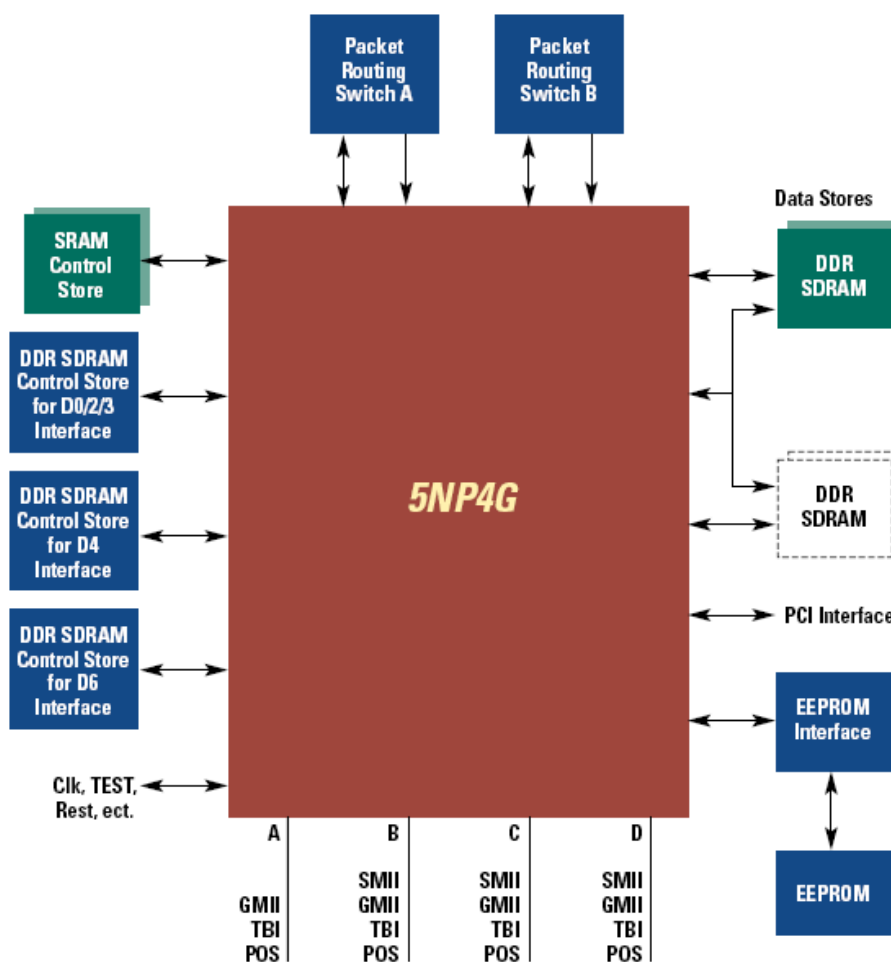 Packet
Routing
Switch A
Packet
Routing
Switch B
Data Stores
SRAM
Control
Store
DDR
SDRAM
DDR SDRAM
Control Store
for D0/2/3
Interface
5NP4G
DDR SDRAM
Control Store
for D4
Interface
DDR
SDRAM
PCI Interface
DDR SDRAM
Control Store
for D6
Interface
EEPROM
Interface
Clk, TEST,
Rest, ect.
EEPROM
A
GMII
TBI
POS
B
SMII
GMII
TBI
POS
C
SMII
GMII
TBI
POS
D
SMII
GMII
TBI
POS